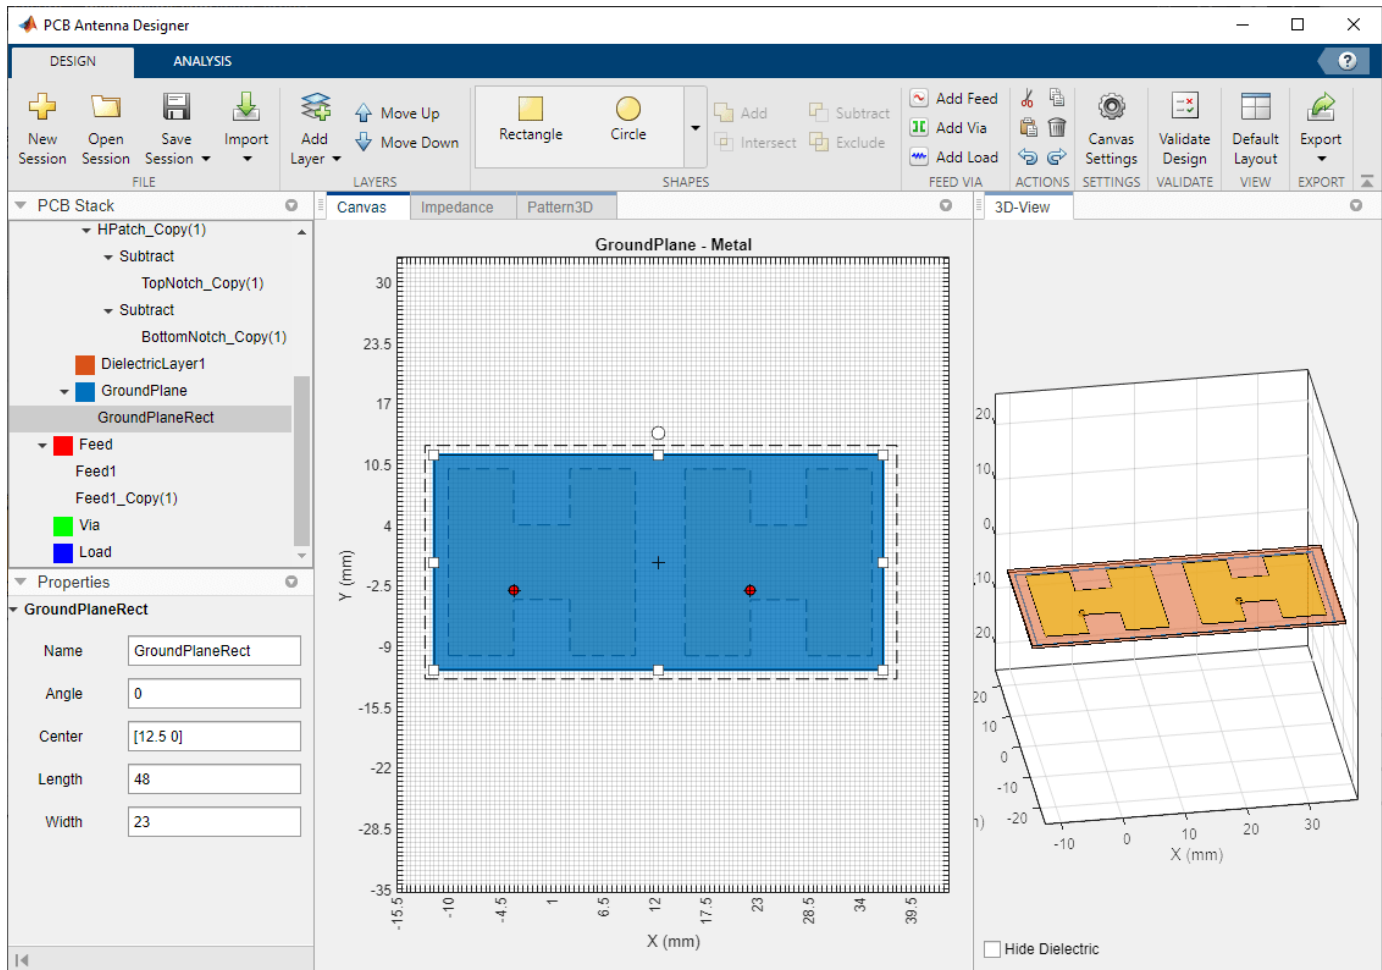 PCB Antenna Designer
DESIGN
ANALYSIS
?
New Session
Open Session
Save Session
Import
Add Layer
Move Up
Move Down
Rectangle
Circle
Add
Subtract
Intersect
Exclude
Add Feed
Add Via
Add Load
Canvas Settings
Validate Design
Default Layout
Export
FILE
LAYERS
SHAPES
FEED VIA
ACTIONS
SETTINGS
VALIDATE
VIEW
EXPORT
PCB Stack
HPatch_Copy(1)
Subtract
TopNotch_Copy(1)
Subtract
BottomNotch_Copy(1)
DielectricLayer1
GroundPlane
GroundPlaneRect
Feed
Feed1
Feed1_Copy(1)
Via
Load
Properties
GroundPlaneRect
Name GroundPlaneRect
Angle 0
Center [12.5 0]
Length 48
Width 23
Canvas
Impedance
Pattern3D
GroundPlane - Metal
30
23.5
17
10.5
4
-2.5
-9
-15.5
-22
-28.5
-35
Y (mm)
-15.5
-10
-4.5
1
6.5
12
17.5
23
28.5
34
39.5
X (mm)
3D-View
20
10
0
10
20
20
10
0
-10
-20
-10
0
10
20
30
X (mm)
Hide Dielectric